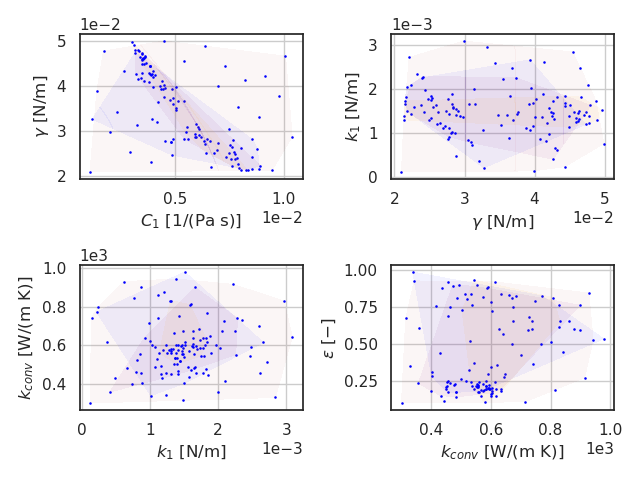 1e−2
5
4
3
2
γ [N/m]
0.5
1.0
1e−2
C₁ [1/(Pa s)]
1e−3
3
2
1
0
k₁ [N/m]
2
3
4
5
1e−2
γ [N/m]
1e3
1.0
0.8
0.6
0.4
k_conv [W/(m K)]
0
1
2
3
1e−3
k₁ [N/m]
1.00
0.75
0.50
0.25
ε [−]
0.4
0.6
0.8
1.0
1e3
k_conv [W/(m K)]